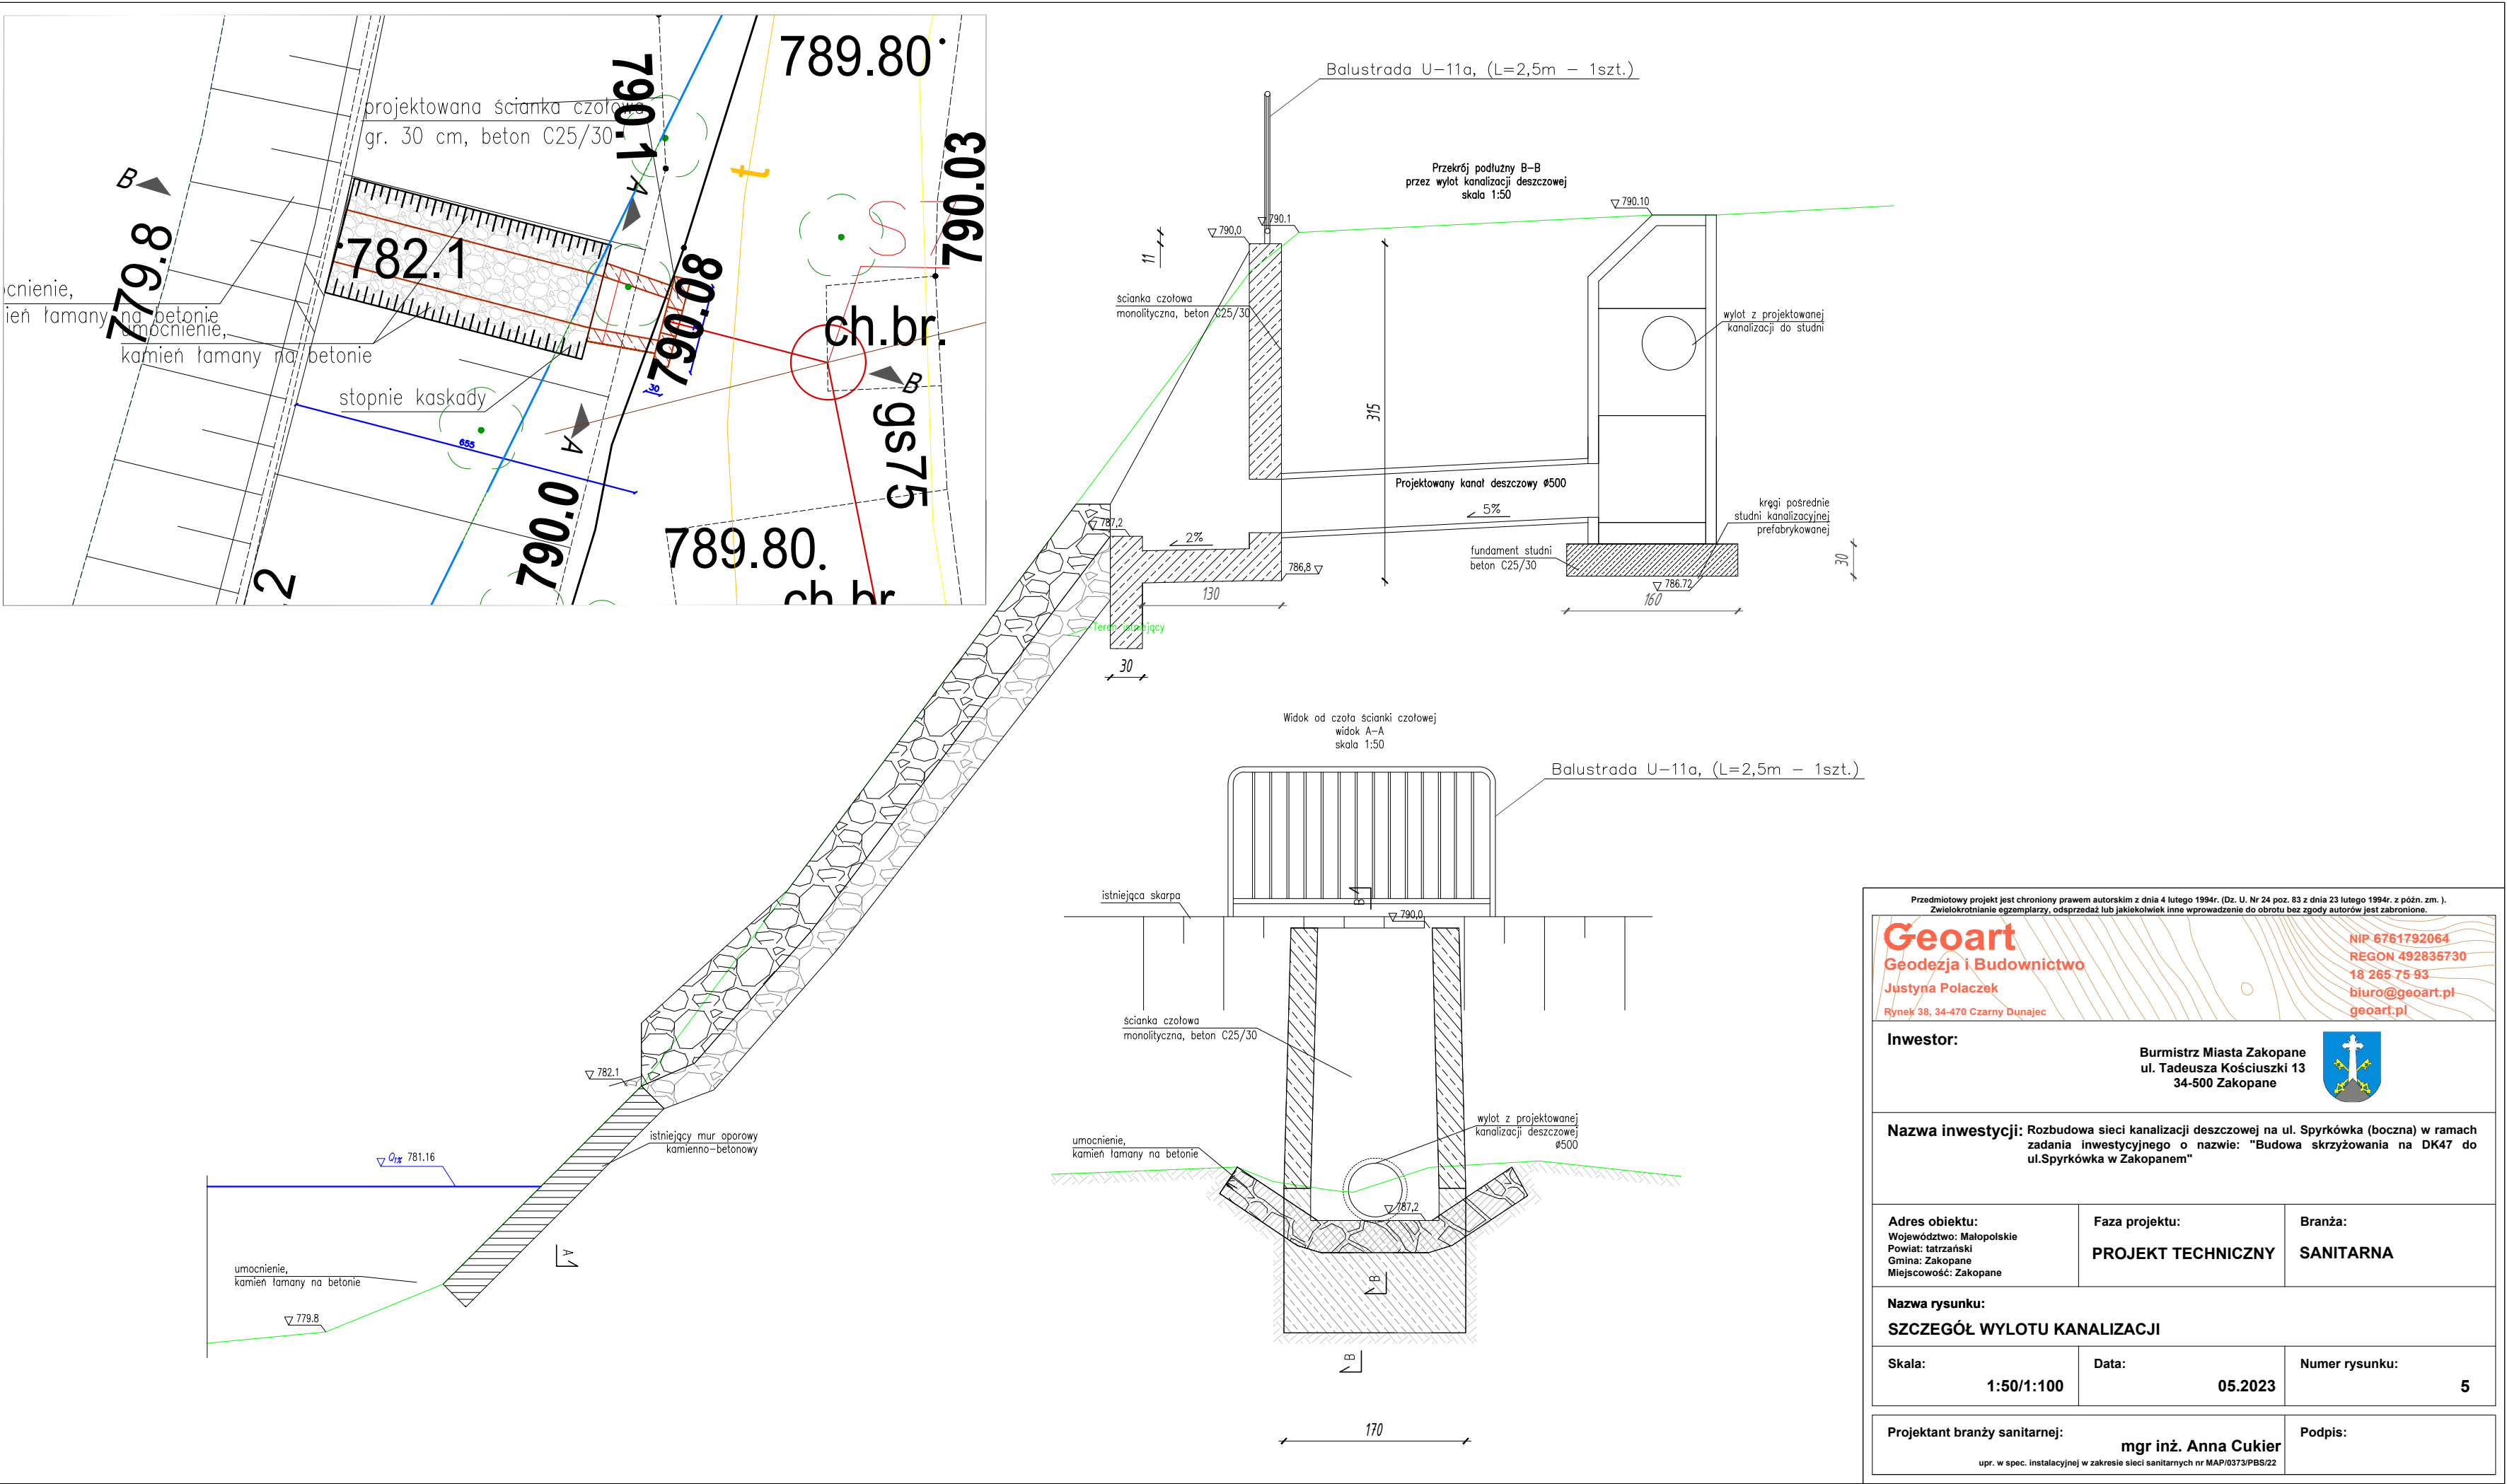 789.80
790.1
projektowana ścianka czołowa
gr. 30 cm, beton C25/30
B
A
t
S
790.03
779.8
782.1
790.08
ch.br.
umocnienie,
kamień łamany na betonie
stopnie kaskady
30
B
gs75
655
A
790.0
789.80.
ch.br
Balustrada U-11a, (L=2,5m - 1szt.)
Przekrój podłużny B-B
przez wylot kanalizacji deszczowej
skala 1:50
790.10
790.1
790,0
11
ścianka czołowa
monolityczna, beton C25/30
wylot z projektowanej
kanalizacji do studni
315
Projektowany kanał deszczowy ø500
5%
kręgi pośrednie
studni kanalizacyjnej
prefabrykowanej
787,2
2%
fundament studni
beton C25/30
786,8
786.72
30
130
160
Teren istniejący
30
Widok od czoła ścianki czołowej
widok A-A
skala 1:50
Balustrada U-11a, (L=2,5m - 1szt.)
istniejąca skarpa
B
790,0
ścianka czołowa
monolityczna, beton C25/30
782.1
istniejący mur oporowy
kamienno-betonowy
umocnienie,
kamień łamany na betonie
wylot z projektowanej
kanalizacji deszczowej
ø500
Q1% 781.16
787,2
A
umocnienie,
kamień łamany na betonie
779.8
B
B
170
Przedmiotowy projekt jest chroniony prawem autorskim z dnia 4 lutego 1994r. (Dz. U. Nr 24 poz. 83 z dnia 23 lutego 1994r. z późn. zm. ).
Zwielokrotnianie egzemplarzy, odsprzedaż lub jakiekolwiek inne wprowadzenie do obrotu bez zgody autorów jest zabronione.
Geoart
Geodezja i Budownictwo
Justyna Polaczek
Rynek 38, 34-470 Czarny Dunajec
NIP 6761792064
REGON 492835730
18 265 75 93
biuro@geoart.pl
geoart.pl
Inwestor:
Burmistrz Miasta Zakopane
ul. Tadeusza Kościuszki 13
34-500 Zakopane
Nazwa inwestycji: Rozbudowa sieci kanalizacji deszczowej na ul. Spyrkówka (boczna) w ramach
zadania inwestycyjnego o nazwie: "Budowa skrzyżowania na DK47 do
ul.Spyrkówka w Zakopanem"
Adres obiektu:
Województwo: Małopolskie
Powiat: tatrzański
Gmina: Zakopane
Miejscowość: Zakopane
Faza projektu:
PROJEKT TECHNICZNY
Branża:
SANITARNA
Nazwa rysunku:
SZCZEGÓŁ WYLOTU KANALIZACJI
Skala:
1:50/1:100
Data:
05.2023
Numer rysunku:
5
Projektant branży sanitarnej:
mgr inż. Anna Cukier
upr. w spec. instalacyjnej w zakresie sieci sanitarnych nr MAP/0373/PBS/22
Podpis: